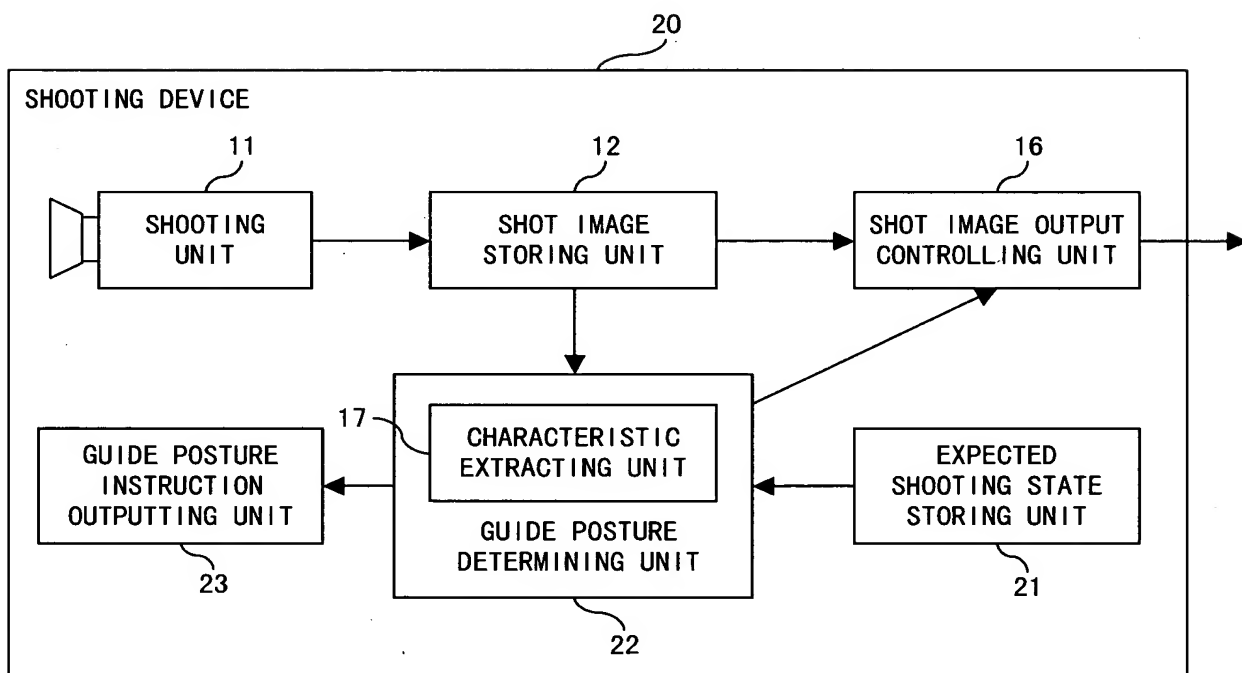 20
SHOOTING DEVICE
11
12
16
SHOOTING
UNIT
SHOT IMAGE
STORING UNIT
SHOT IMAGE OUTPUT
CONTROLLING UNIT
17
CHARACTERISTIC
EXTRACTING UNIT
GUIDE POSTURE
INSTRUCTION
OUTPUTTING UNIT
GUIDE POSTURE
DETERMINING UNIT
EXPECTED
SHOOTING STATE
STORING UNIT
23
22
21